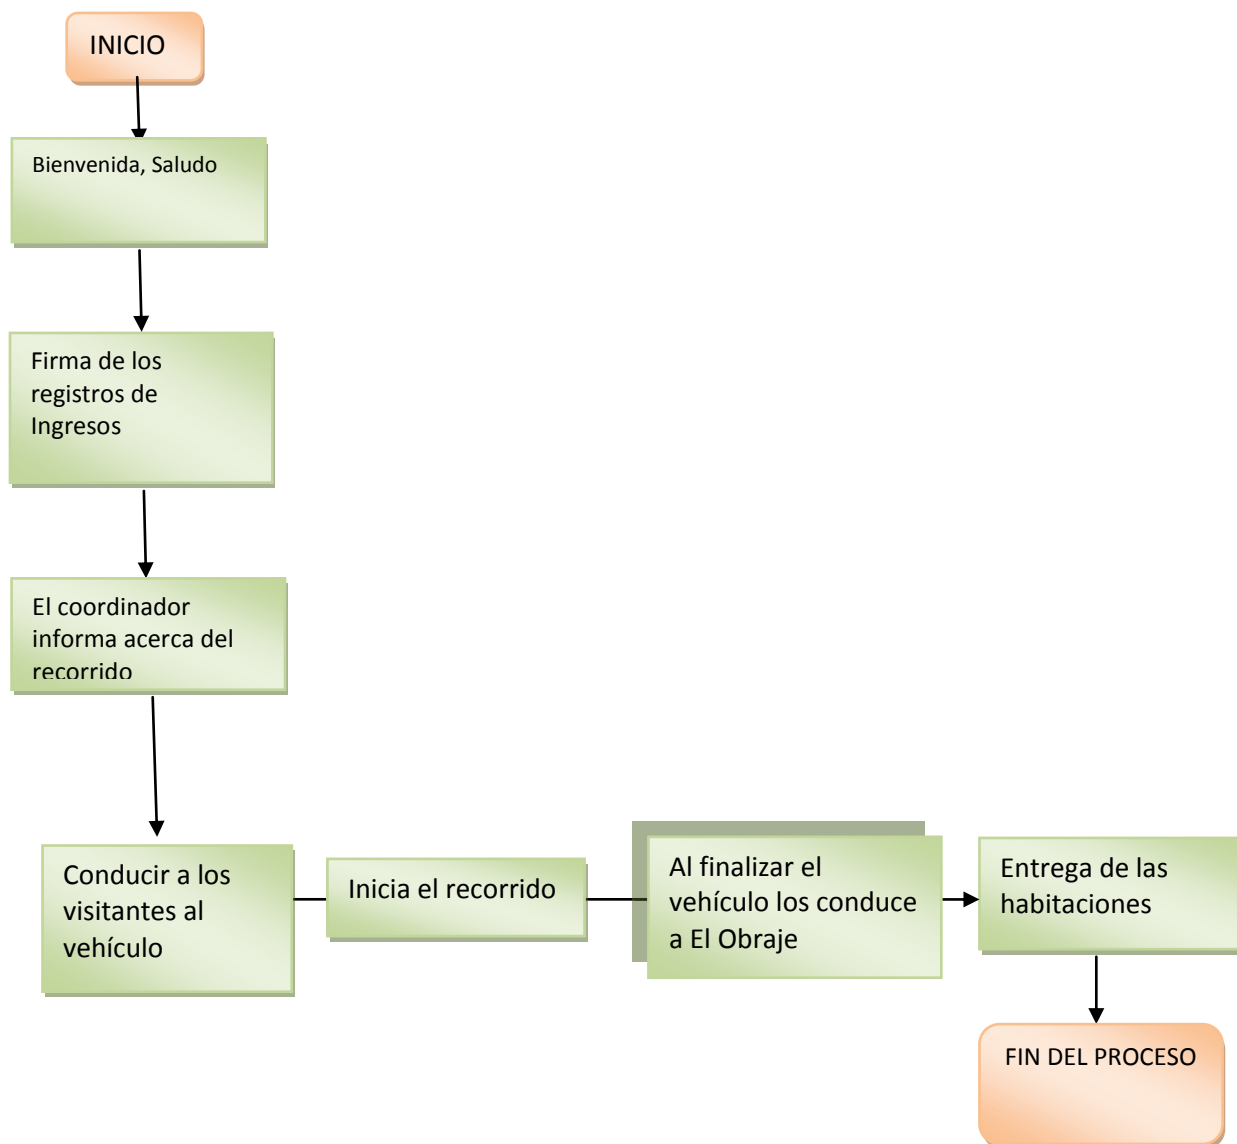 INICIO
Bienvenida, Saludo
Firma de los
registros de
Ingresos
El coordinador
informa acerca del
recorrido
Conducir a los
visitantes al
vehículo
Inicia el recorrido
Al finalizar el
vehículo los conduce
a El Obraje
Entrega de las
habitaciones
FIN DEL PROCESO